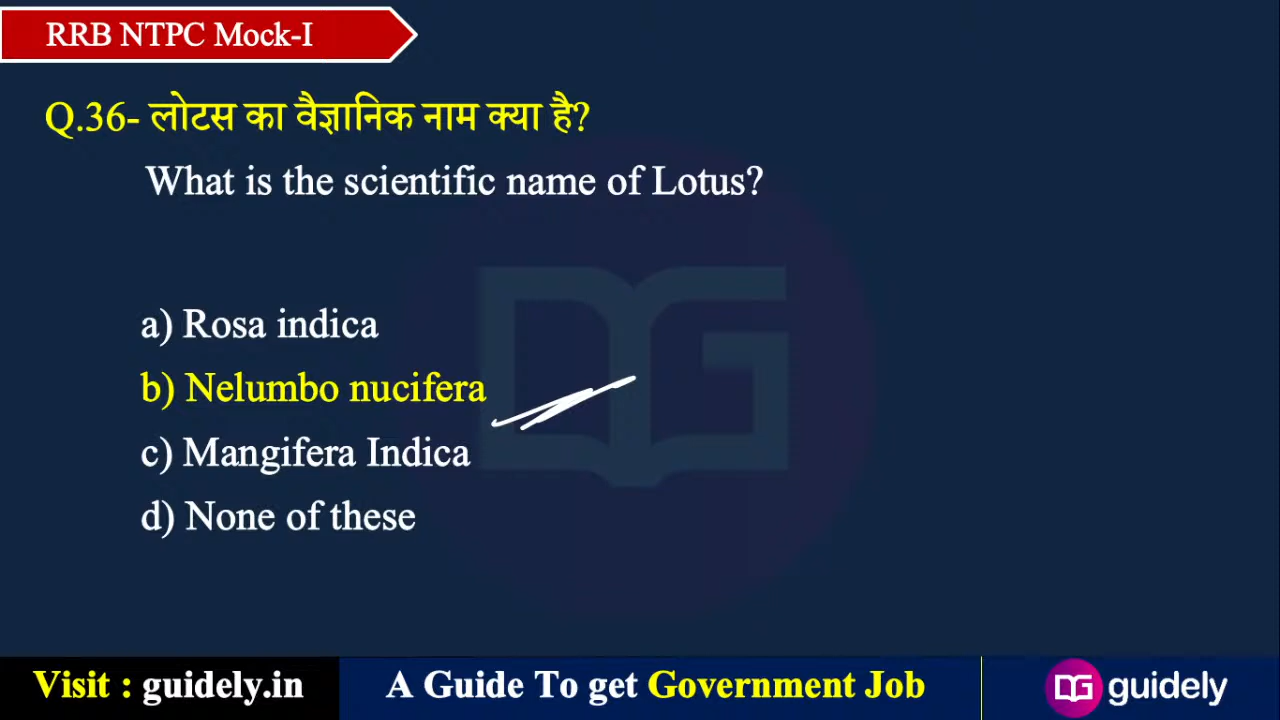 RRB NTPC Mock-I
Q.36- लोटस का वैज्ञानिक नाम क्या है?
What is the scientific name of Lotus?
a) Rosa indica
b) Nelumbo nucifera
c) Mangifera Indica
d) None of these
Visit : guidely.in
A Guide To get Government Job
guidely